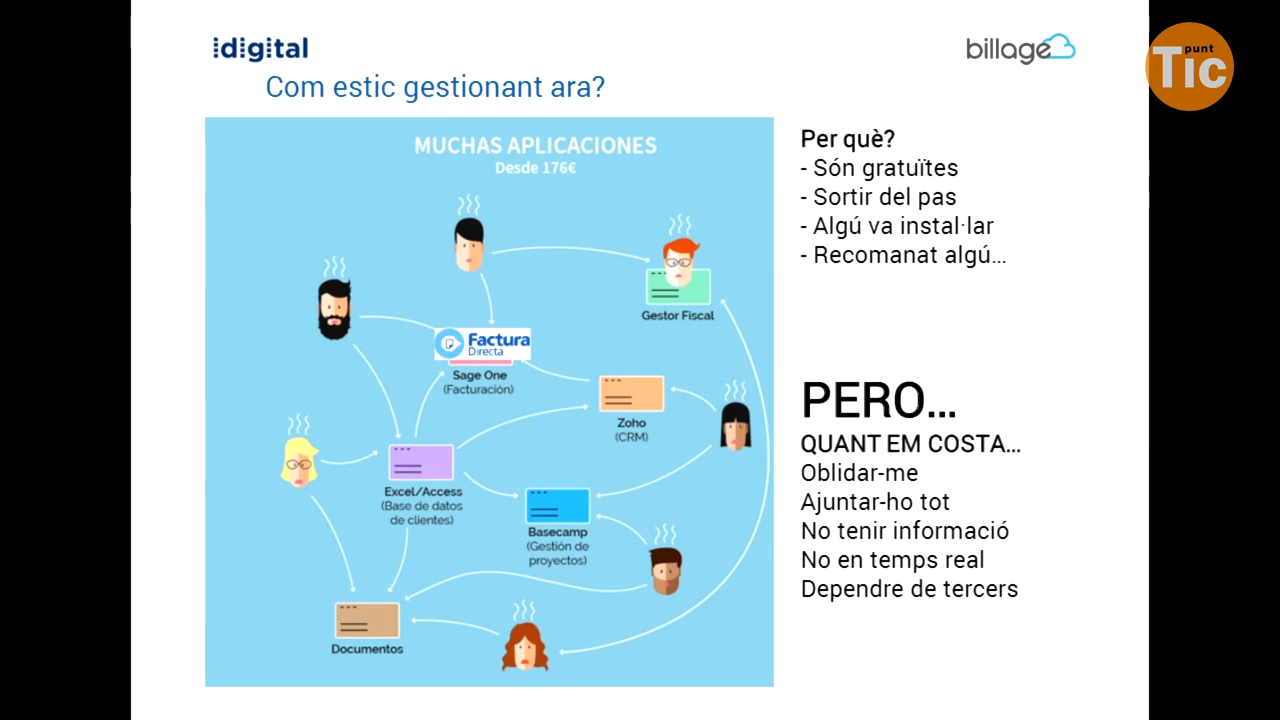 idigital
billage
punt
TIC
Com estic gestionant ara?
MUCHAS APLICACIONES
Desde 176€
Gestor Fiscal
Factura
Directa
Sage One
(Facturación)
Zoho
(CRM)
Excel/Access
(Base de datos
de clientes)
Basecamp
(Gestión de
proyectos)
Documentos
Per què?
- Són gratuïtes
- Sortir del pas
- Algú va instal·lar
- Recomanat algú...
PERO...
QUANT EM COSTA...
Oblidar-me
Ajuntar-ho tot
No tenir informació
No en temps real
Dependre de tercers